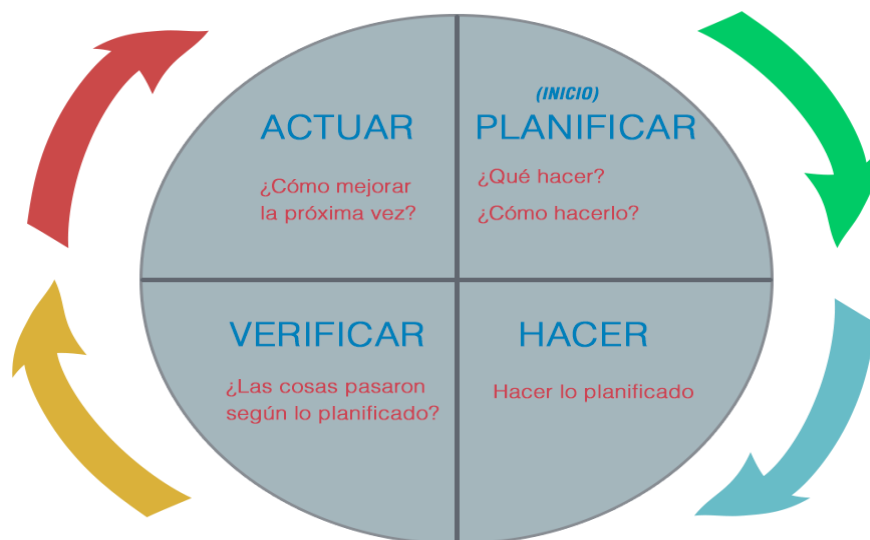 (INICIO)
PLANIFICAR
¿Qué hacer?
¿Cómo hacerlo?
HACER
Hacer lo planificado
VERIFICAR
¿Las cosas pasaron
según lo planificado?
ACTUAR
¿Cómo mejorar
la próxima vez?